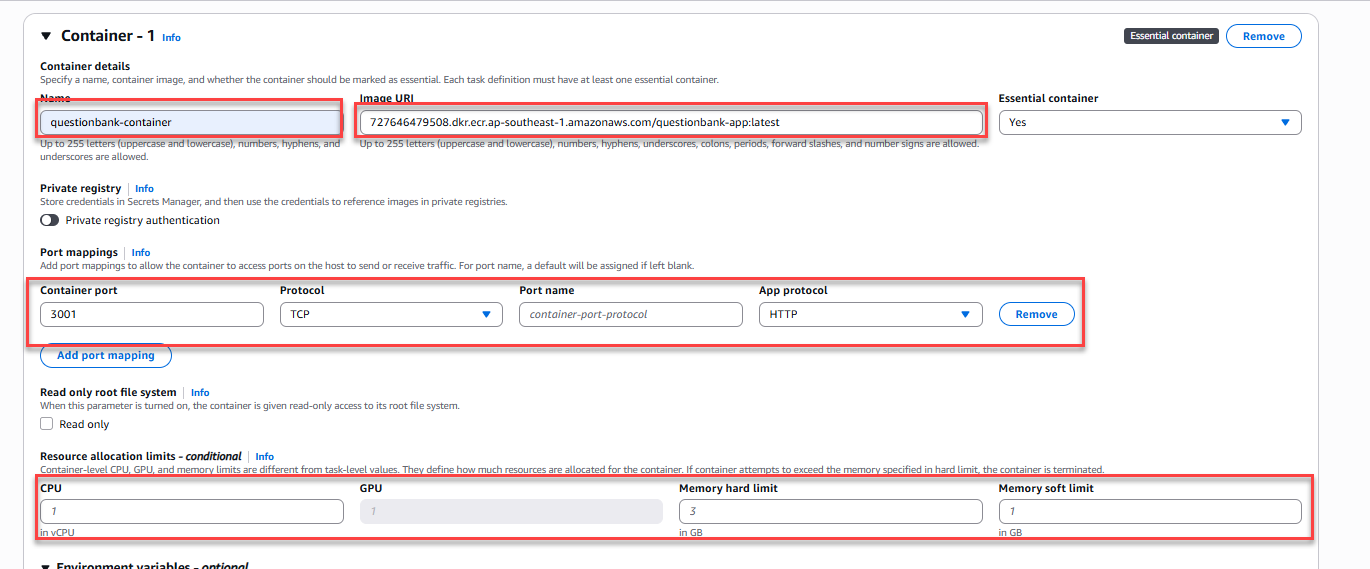 Container - 1 Info
Essential container
Remove
Container details
Specify a name, container image, and whether the container should be marked as essential. Each task definition must have at least one essential container.
Name
Image URI
Essential container
questionbank-container
727646479508.dkr.ecr.ap-southeast-1.amazonaws.com/questionbank-app:latest
Yes
Up to 255 letters (uppercase and lowercase), numbers, hyphens, and
underscores are allowed.
Up to 255 letters (uppercase and lowercase), numbers, hyphens, underscores, colons, periods, forward slashes, and number signs are allowed.
Private registry Info
Store credentials in Secrets Manager, and then use the credentials to reference images in private registries.
Private registry authentication
Port mappings Info
Add port mappings to allow the container to access ports on the host to send or receive traffic. For port name, a default will be assigned if left blank.
Container port
Protocol
Port name
App protocol
3001
TCP
container-port-protocol
HTTP
Remove
Add port mapping
Read only root file system Info
When this parameter is turned on, the container is given read-only access to its root file system.
Read only
Resource allocation limits - conditional Info
Container-level CPU, GPU, and memory limits are different from task-level values. They define how much resources are allocated for the container. If container attempts to exceed the memory specified in hard limit, the container is terminated.
CPU
GPU
Memory hard limit
Memory soft limit
1
1
3
1
in vCPU
in GB
in GB
Environment variables - optional